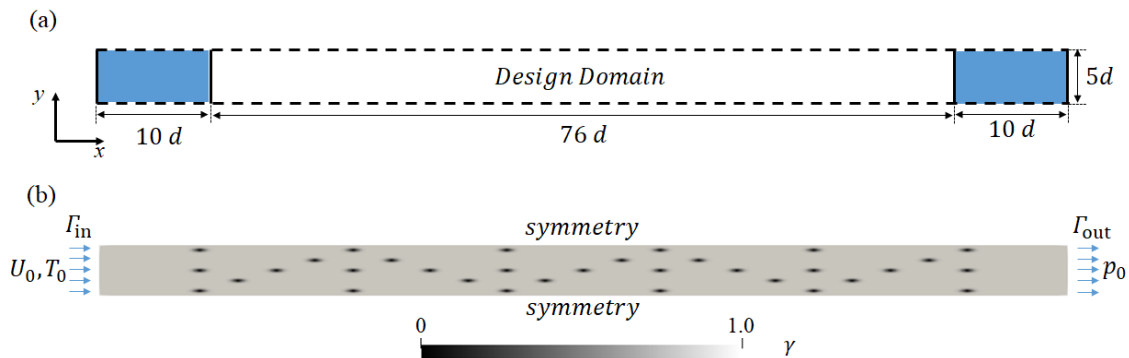 (a)
Design Domain
5d
y
x
10 d
76 d
10 d
(b)
Γin
symmetry
Γout
U0, T0
p0
symmetry
0
1.0
γ